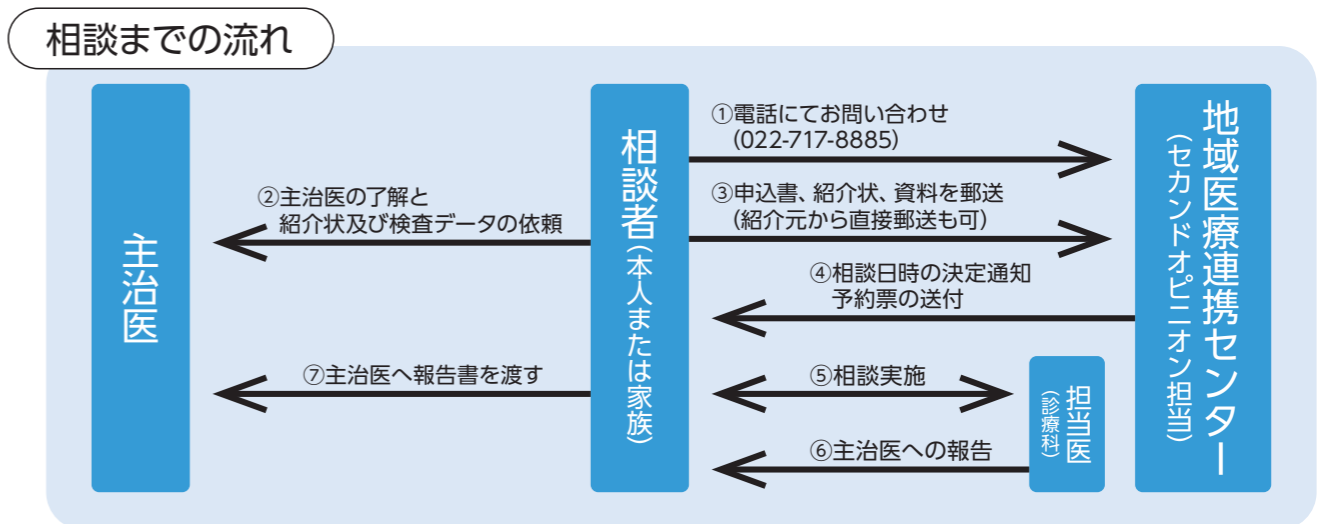 相談までの流れ
主治医
②主治医の了解と
紹介状及び検査データの依頼
⑦主治医へ報告書を渡す
相談者(本人または家族)
①電話にてお問い合わせ
(022-717-8885)
③申込書、紹介状、資料を郵送
(紹介元から直接郵送も可)
④相談日時の決定通知
予約票の送付
⑤相談実施
⑥主治医への報告
担当医
(診療科)
地域医療連携センター
(セカンドオピニオン担当)